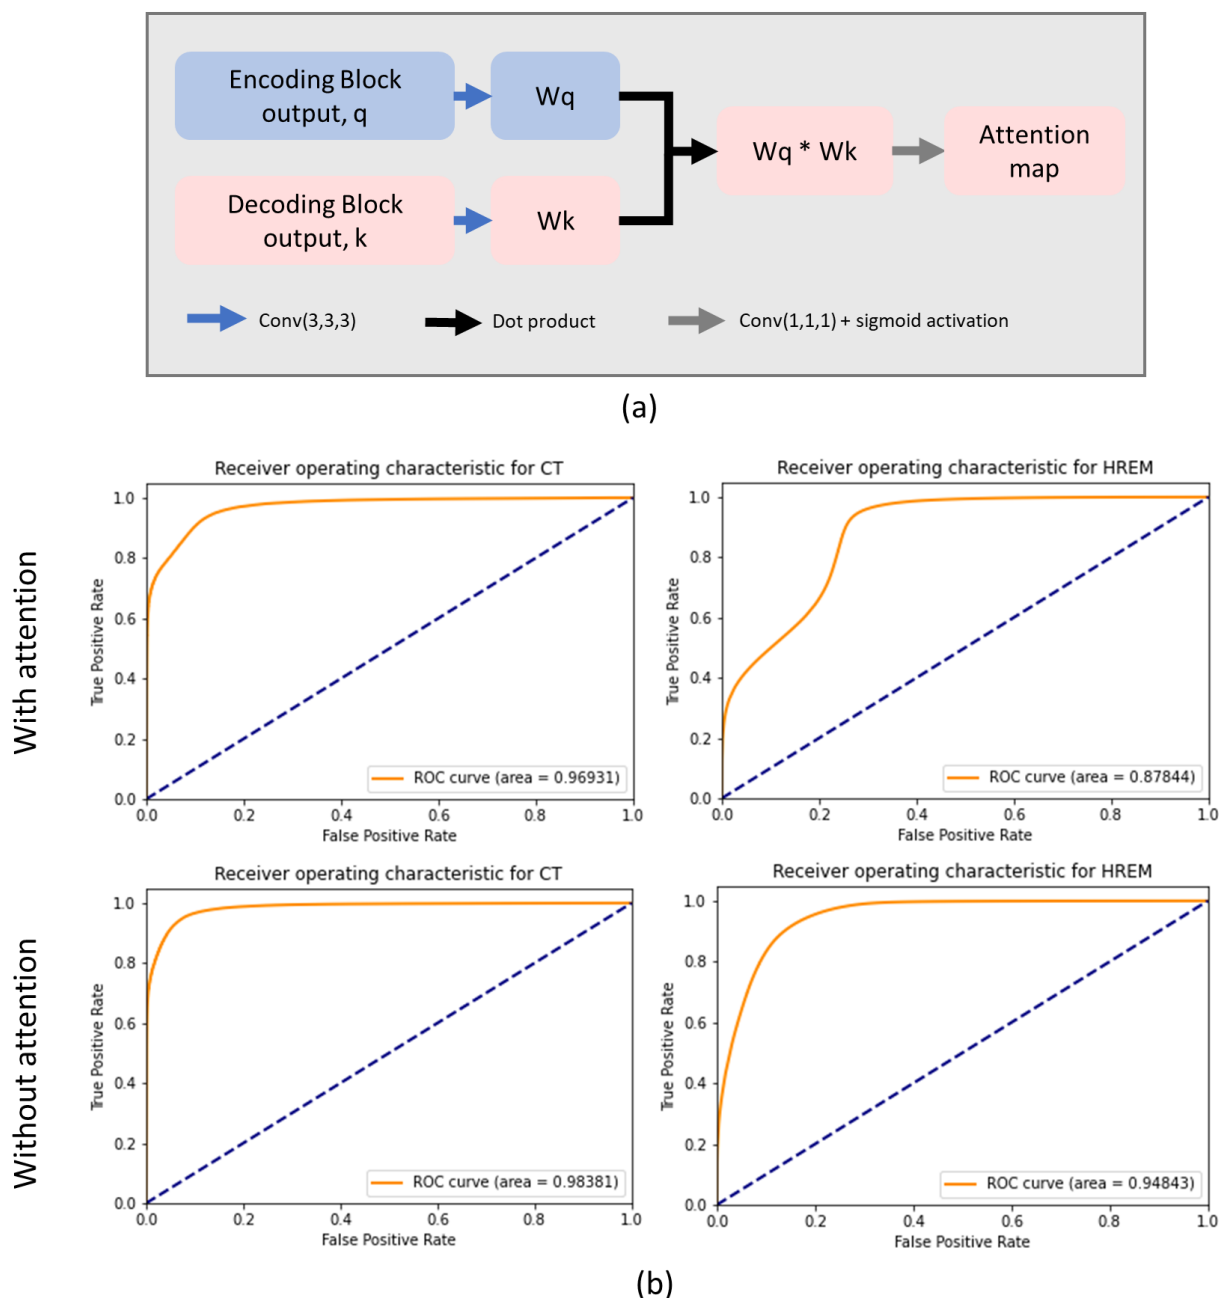 Encoding Block
output, q
Wq
Decoding Block
output, k
Wk
Wq * Wk
Attention
map
Conv(3,3,3)
Dot product
Conv(1,1,1) + sigmoid activation
(a)
With attention
Receiver operating characteristic for CT
True Positive Rate
1.0
0.8
0.6
0.4
0.2
0.0
ROC curve (area = 0.96931)
0.0 0.2 0.4 0.6 0.8 1.0
False Positive Rate
Receiver operating characteristic for HREM
True Positive Rate
1.0
0.8
0.6
0.4
0.2
0.0
ROC curve (area = 0.87844)
0.0 0.2 0.4 0.6 0.8 1.0
False Positive Rate
Without attention
Receiver operating characteristic for CT
True Positive Rate
1.0
0.8
0.6
0.4
0.2
0.0
ROC curve (area = 0.98381)
0.0 0.2 0.4 0.6 0.8 1.0
False Positive Rate
Receiver operating characteristic for HREM
True Positive Rate
1.0
0.8
0.6
0.4
0.2
0.0
ROC curve (area = 0.94843)
0.0 0.2 0.4 0.6 0.8 1.0
False Positive Rate
(b)